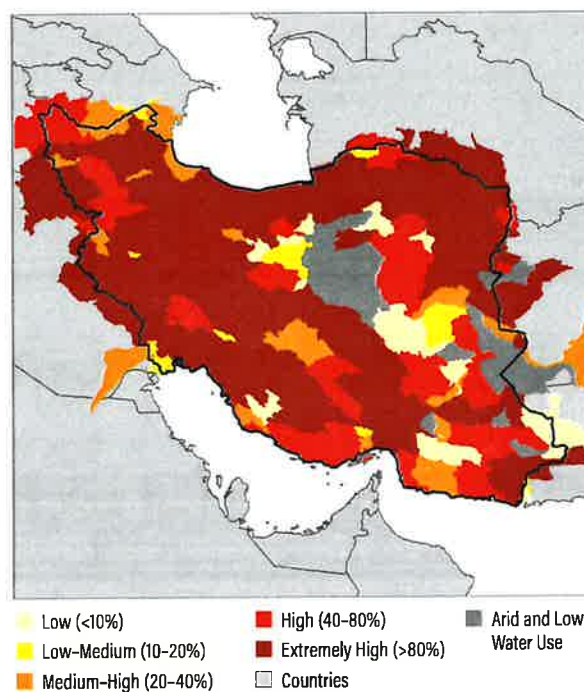 Low (<10%)
Low–Medium (10–20%)
Medium–High (20–40%)
High (40–80%)
Extremely High (>80%)
Countries
Arid and Low
Water Use